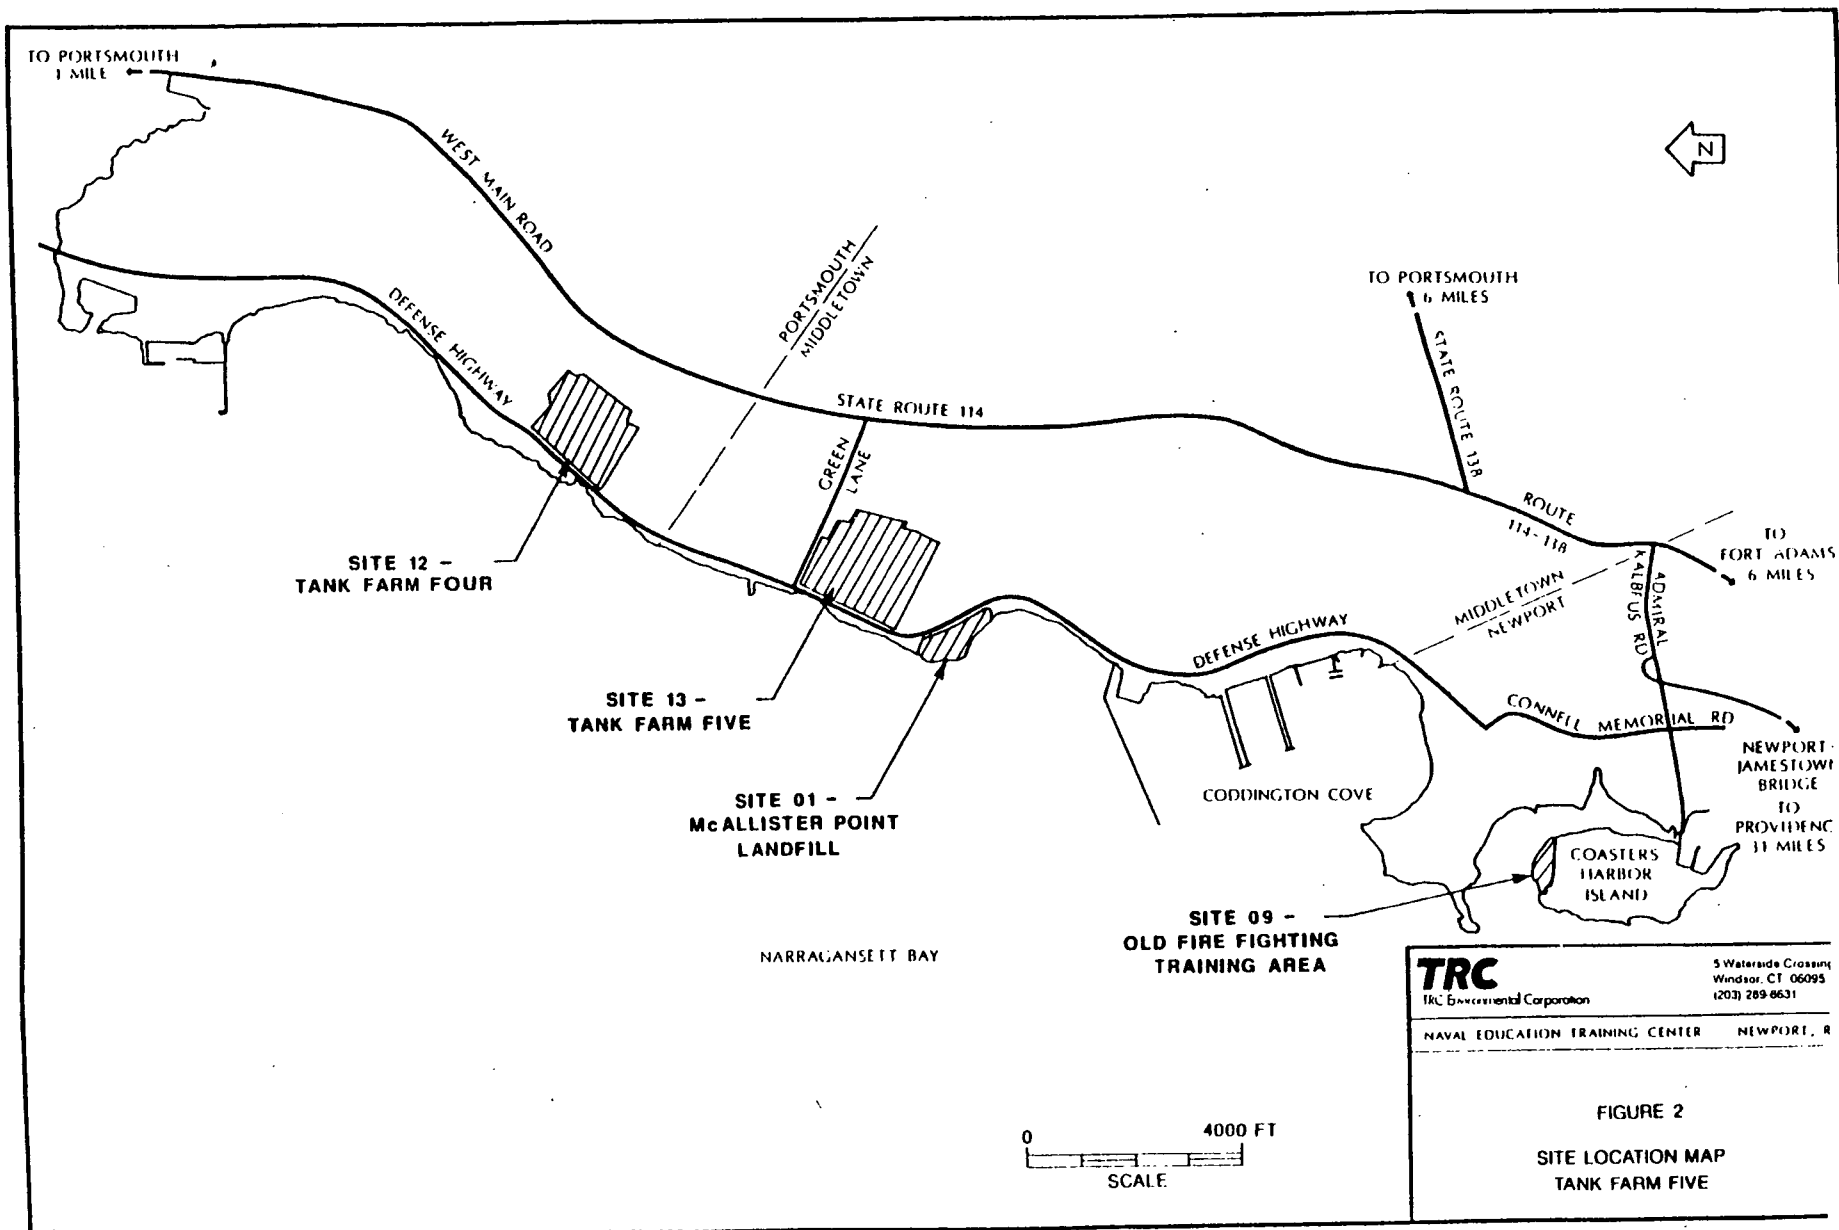 TO PORTSMOUTH
1 MILE
WEST MAIN ROAD
N
DEFENSE HIGHWAY
PORTSMOUTH
MIDDLETOWN
TO PORTSMOUTH
6 MILES
STATE ROUTE 138
STATE ROUTE 114
GREEN
LANE
ROUTE
114-138
TO
FORT ADAMS
6 MILES
SITE 12 -
TANK FARM FOUR
MIDDLETOWN
NEWPORT
ADMIRAL
KALBFUS RD
DEFENSE HIGHWAY
SITE 13 -
TANK FARM FIVE
CONNELL MEMORIAL RD
NEWPORT-
JAMESTOWN
BRIDGE
TO
PROVIDENC
31 MILES
CODDINGTON COVE
SITE 01 -
McALLISTER POINT
LANDFILL
COASTERS
HARBOR
ISLAND
SITE 09 -
OLD FIRE FIGHTING
TRAINING AREA
NARRAGANSETT BAY
TRC
TRC Environmental Corporation
5 Waterside Crossing
Windsor, CT 06095
(203) 289-8631
NAVAL EDUCATION TRAINING CENTER NEWPORT, R
0 4000 FT
SCALE
FIGURE 2
SITE LOCATION MAP
TANK FARM FIVE